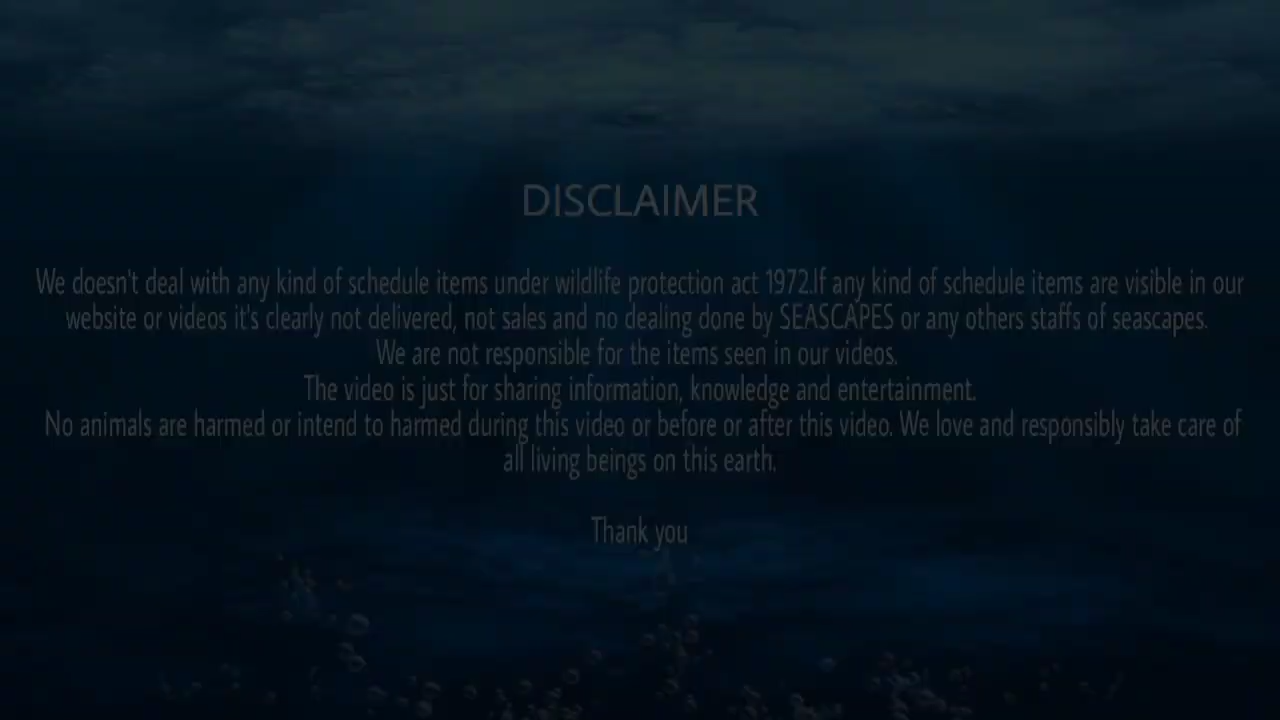 DISCLAIMER
We doesn't deal with any kind of schedule items under wildlife protection act 1972.If any kind of schedule items are visible in our
website or videos it's clearly not delivered, not sales and no dealing done by SEASCAPES or any others staffs of seascapes.
We are not responsible for the items seen in our videos.
The video is just for sharing information, knowledge and entertainment.
No animals are harmed or intend to harmed during this video or before or after this video. We love and responsibly take care of
all living beings on this earth.
Thank you